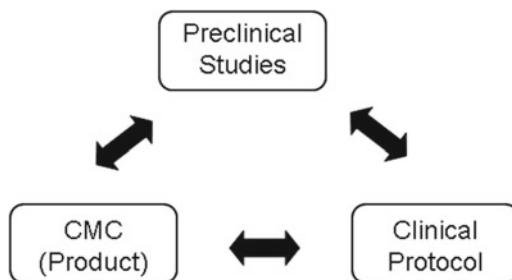 Preclinical
Studies
CMC
(Product)
Clinical
Protocol